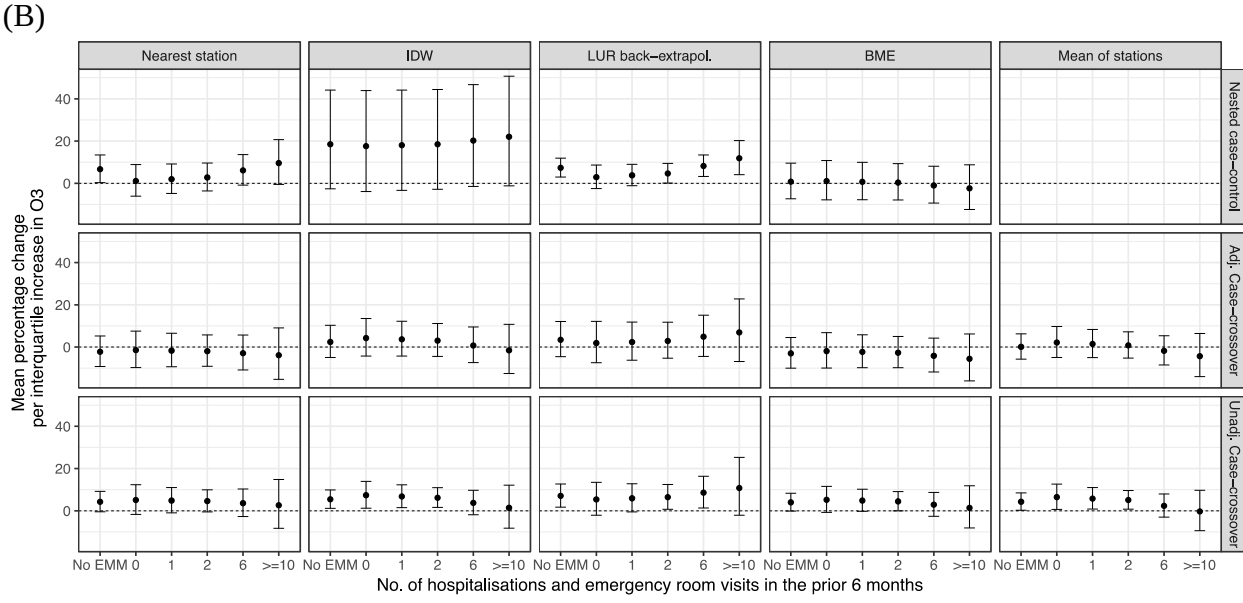 (B)
Nearest station
IDW
LUR back−extrapol.
BME
Mean of stations
Mean percentage change
per interquartile increase in O3
40
20
0
Nested case−control
40
20
0
Adj. Case−crossover
40
20
0
Unadj. Case−crossover
No EMM 0 1 2 6 >=10
No EMM 0 1 2 6 >=10
No EMM 0 1 2 6 >=10
No EMM 0 1 2 6 >=10
No EMM 0 1 2 6 >=10
No. of hospitalisations and emergency room visits in the prior 6 months